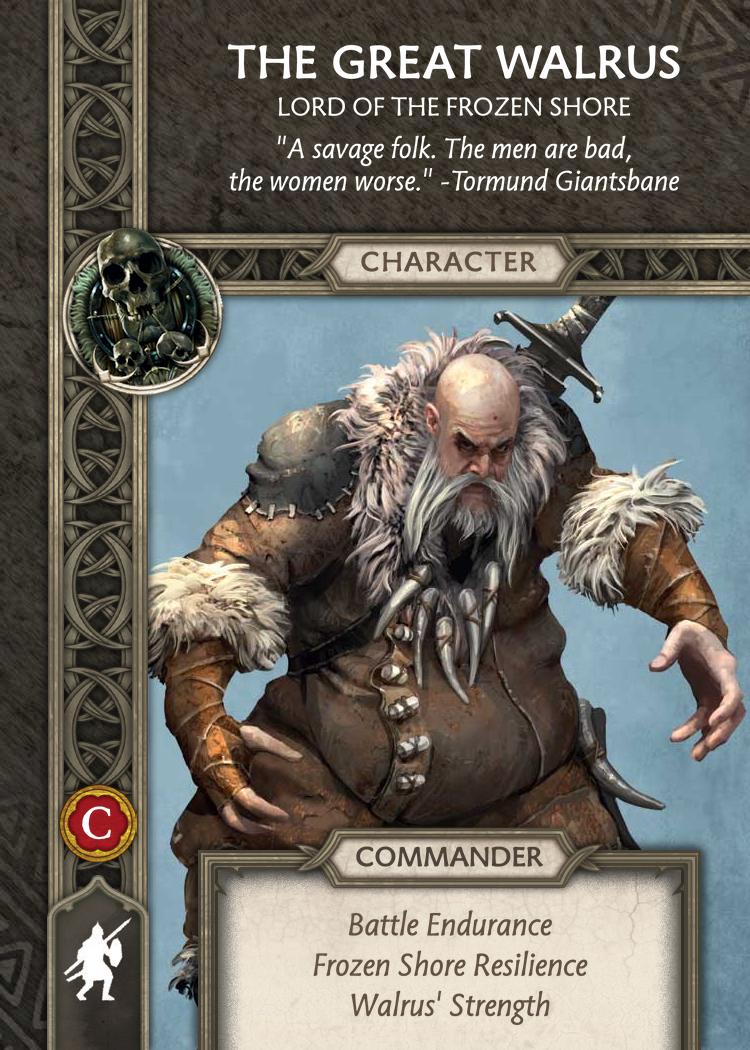 THE GREAT WALRUS
LORD OF THE FROZEN SHORE
"A savage folk. The men are bad,
the women worse." -Tormund Giantsbane
CHARACTER
C
COMMANDER
Battle Endurance
Frozen Shore Resilience
Walrus' Strength